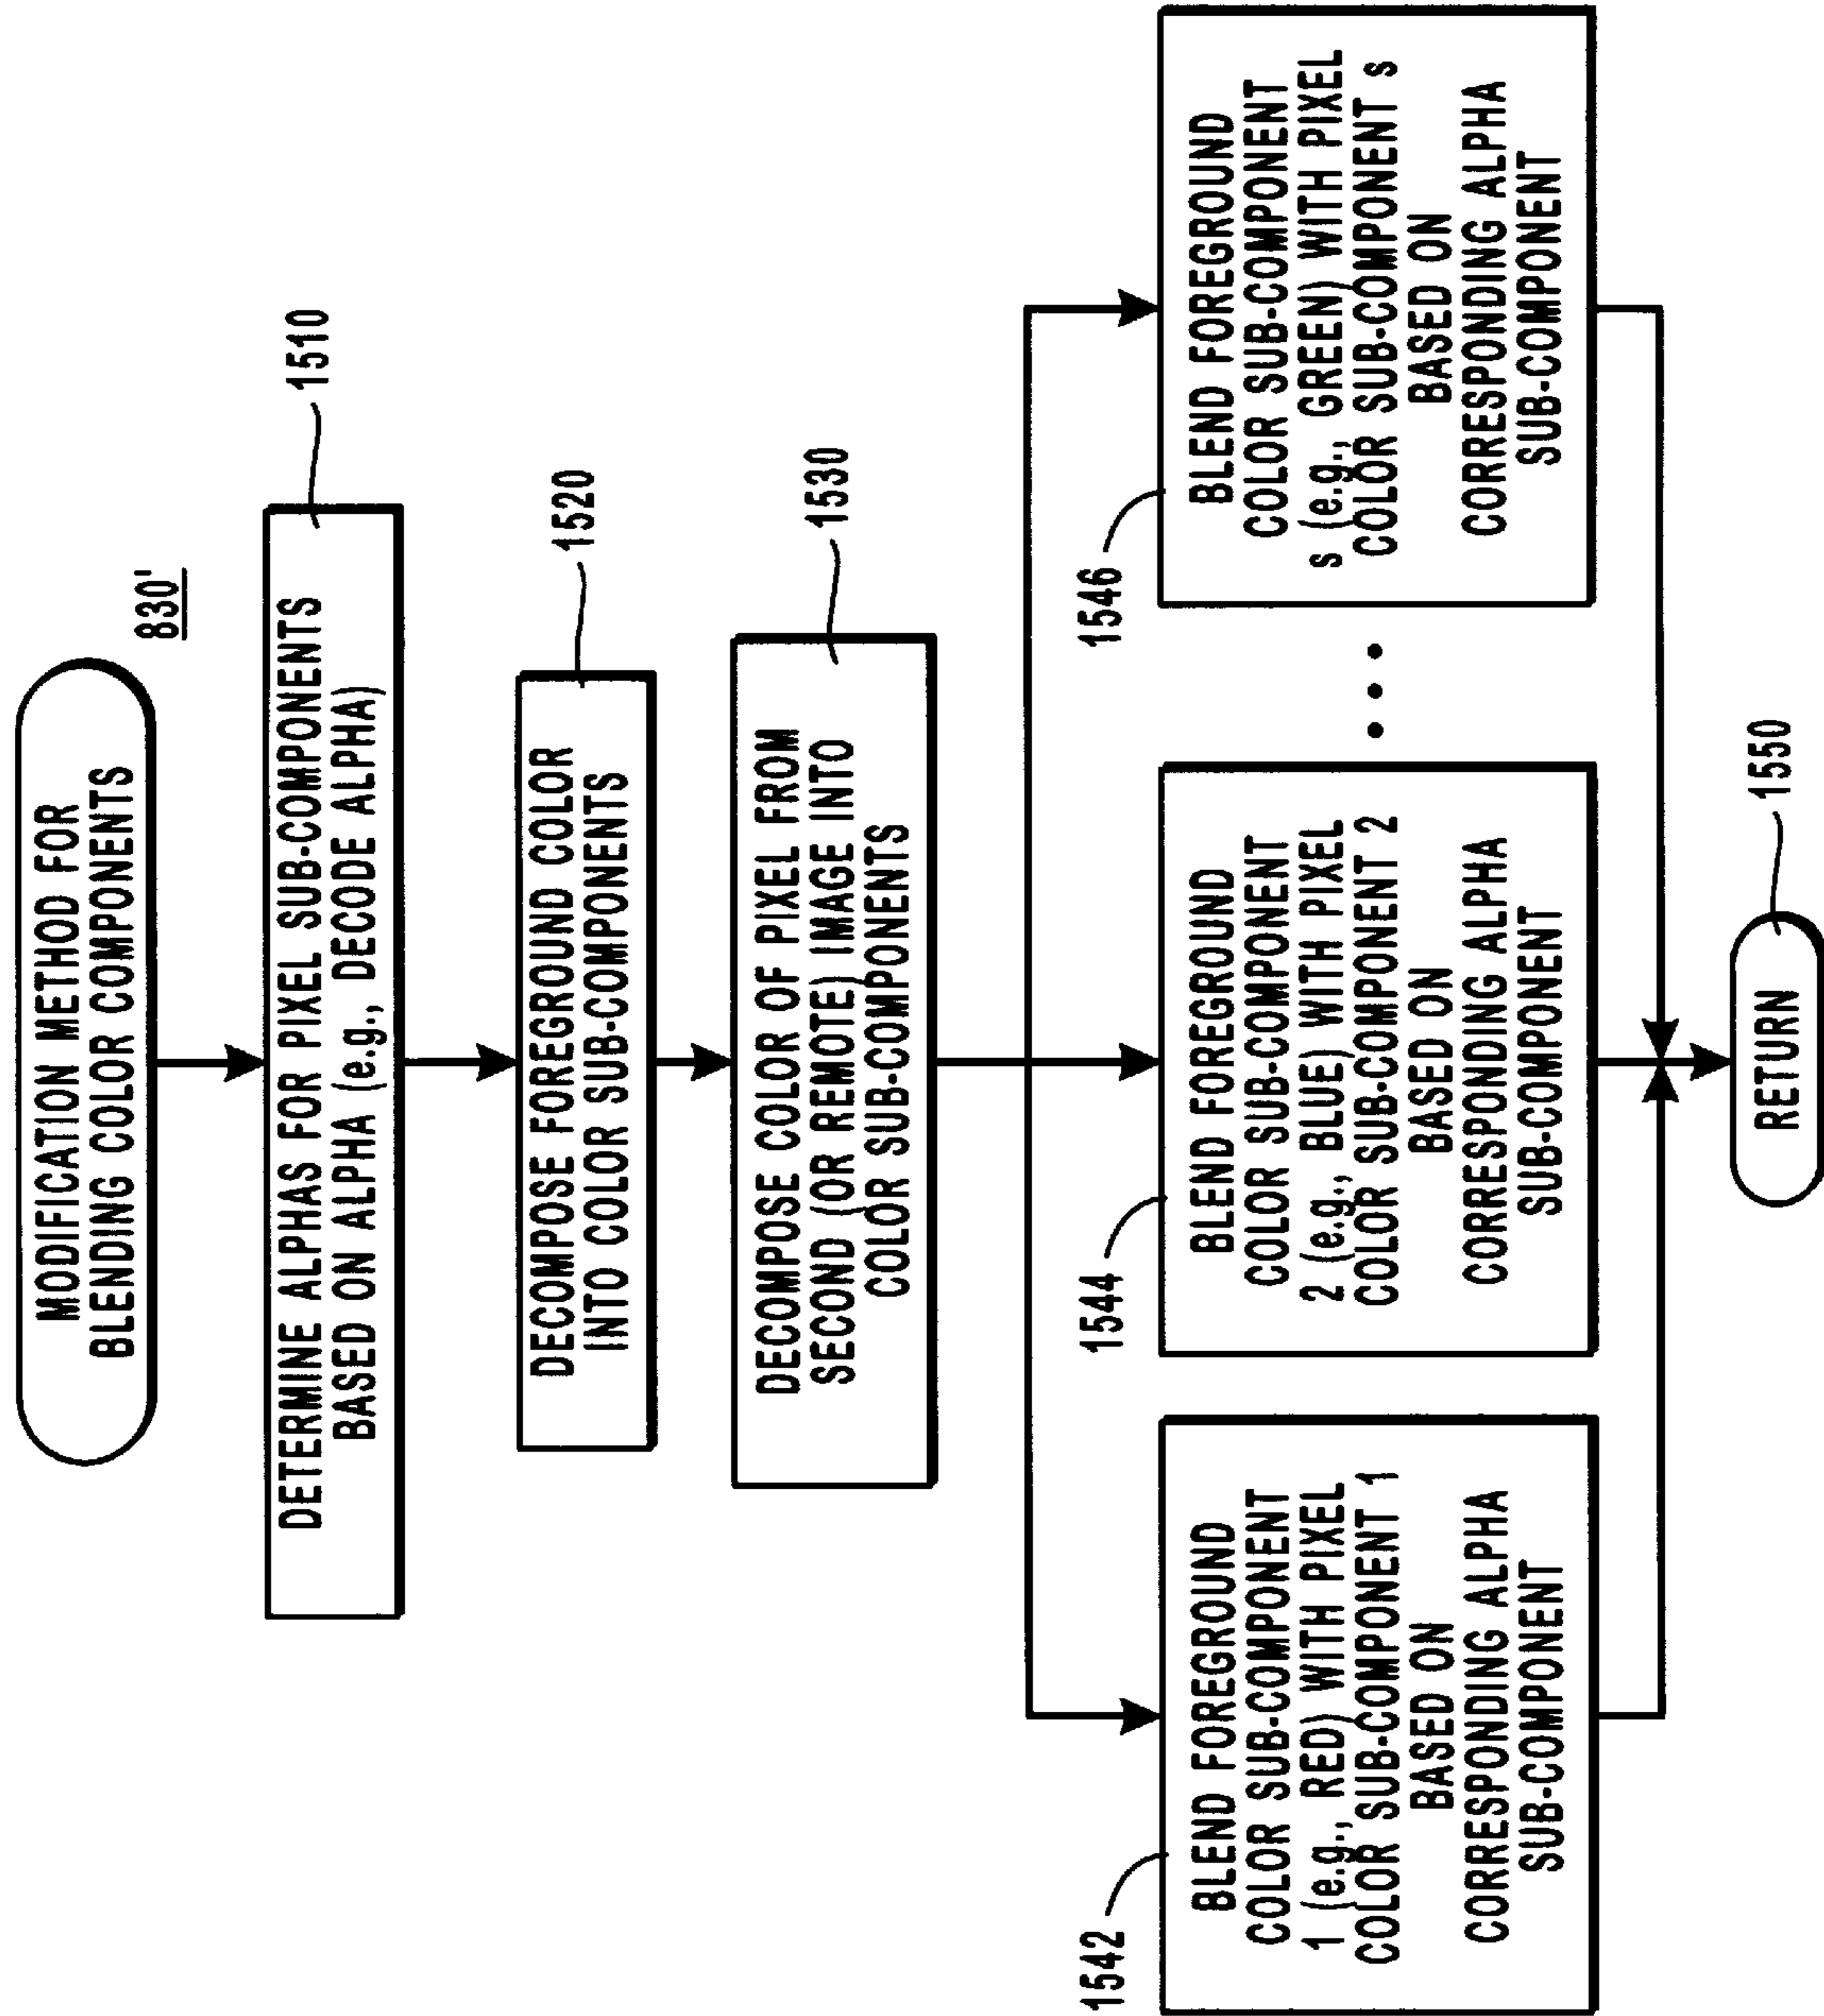 MODIFICATION METHOD FOR
BLENDING COLOR COMPONENTS
830'
DETERMINE ALPHAS FOR PIXEL SUB-COMPONENTS
BASED ON ALPHA (e.g., DECODE ALPHA)
1510
DECOMPOSE FOREGROUND COLOR
INTO COLOR SUB-COMPONENTS
1520
DECOMPOSE COLOR OF PIXEL FROM
SECOND (OR REMOTE) IMAGE INTO
COLOR SUB-COMPONENTS
1530
1542
BLEND FOREGROUND
COLOR SUB-COMPONENT
1 (e.g., RED) WITH PIXEL
COLOR SUB-COMPONENT 1
BASED ON
CORRESPONDING ALPHA
SUB-COMPONENT
1544
BLEND FOREGROUND
COLOR SUB-COMPONENT
2 (e.g., BLUE) WITH PIXEL
COLOR SUB-COMPONENT 2
BASED ON
CORRESPONDING ALPHA
SUB-COMPONENT
• • •
1546
BLEND FOREGROUND
COLOR SUB-COMPONENT
s (e.g., GREEN) WITH PIXEL
COLOR SUB-COMPONENT s
BASED ON
CORRESPONDING ALPHA
SUB-COMPONENT
RETURN
1550